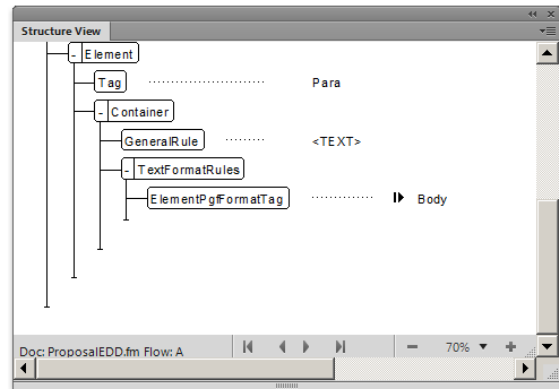 Structure View
Element
Tag Para
Container
GeneralRule <TEXT>
TextFormatRules
ElementPgfFormatTag Body
Doc: ProposalEDD.fm Flow: A 70%